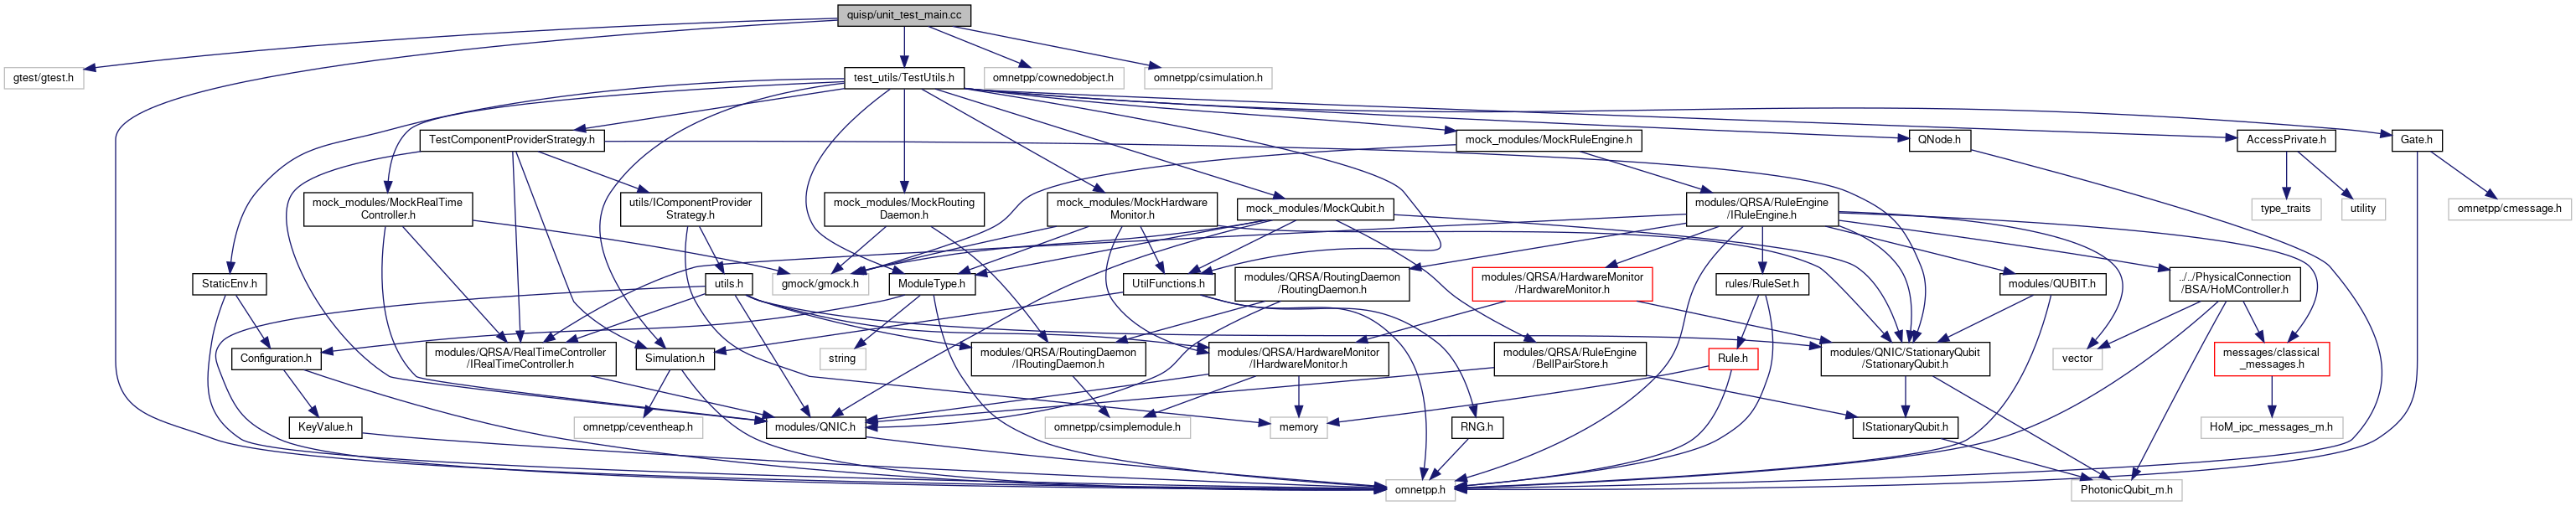 quisp/unit_test_main.cc
gtest/gtest.h
test_utils/TestUtils.h
omnetpp/cownedobject.h
omnetpp/csimulation.h
TestComponentProviderStrategy.h
mock_modules/MockRuleEngine.h
QNode.h
AccessPrivate.h
Gate.h
mock_modules/MockRealTime
Controller.h
utils/IComponentProvider
Strategy.h
mock_modules/MockRouting
Daemon.h
mock_modules/MockHardware
Monitor.h
mock_modules/MockQubit.h
modules/QRSA/RuleEngine
/IRuleEngine.h
type_traits
utility
omnetpp/cmessage.h
StaticEnv.h
utils.h
gmock/gmock.h
ModuleType.h
UtilFunctions.h
modules/QRSA/RoutingDaemon
/RoutingDaemon.h
modules/QRSA/HardwareMonitor
/HardwareMonitor.h
rules/RuleSet.h
modules/QUBIT.h
../../PhysicalConnection
/BSA/HoMController.h
Configuration.h
modules/QRSA/RealTimeController
/IRealTimeController.h
Simulation.h
string
modules/QRSA/RoutingDaemon
/IRoutingDaemon.h
modules/QRSA/HardwareMonitor
/IHardwareMonitor.h
modules/QRSA/RuleEngine
/BellPairStore.h
Rule.h
modules/QNIC/StationaryQubit
/StationaryQubit.h
vector
messages/classical
_messages.h
KeyValue.h
omnetpp/ceventheap.h
modules/QNIC.h
omnetpp/csimplemodule.h
memory
RNG.h
IStationaryQubit.h
HoM_ipc_messages_m.h
omnetpp.h
PhotonicQubit_m.h